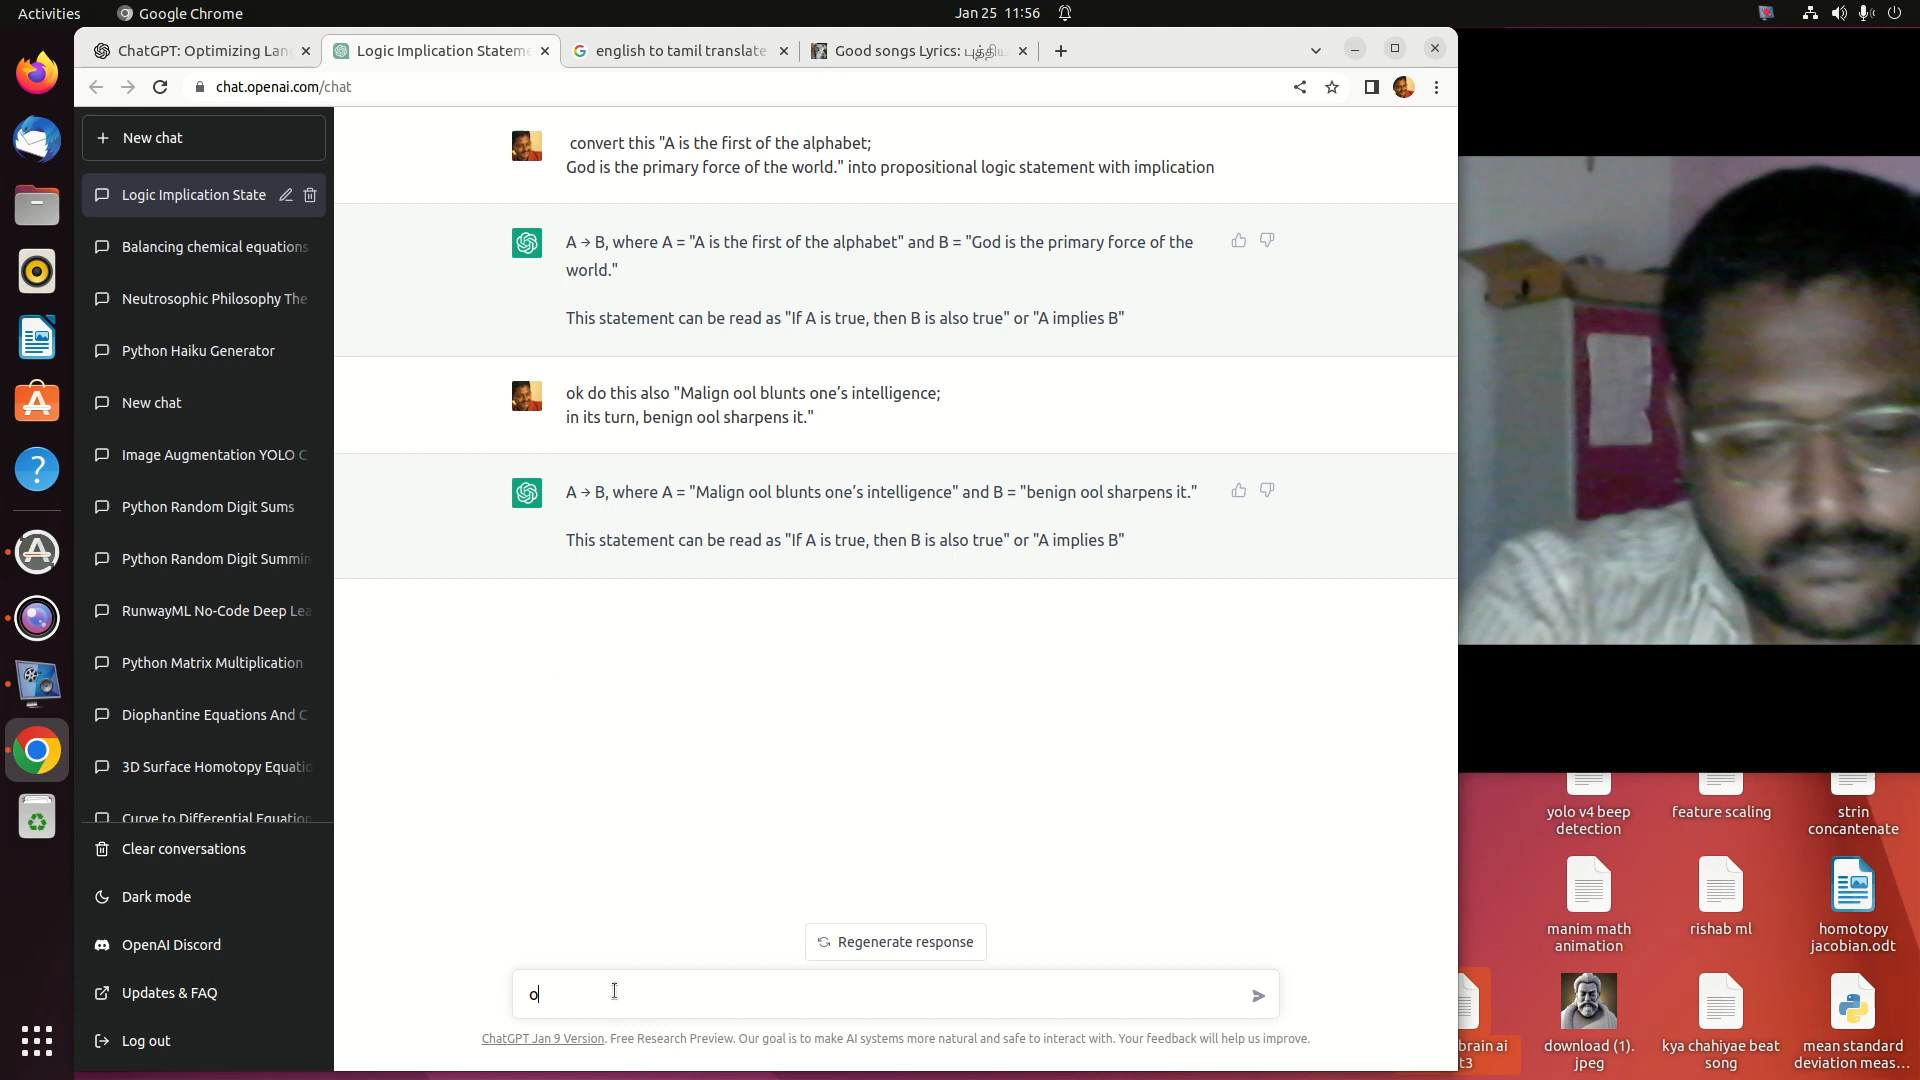 Activities
Google Chrome
Jan 25 11:56
ChatGPT: Optimizing Lan
Logic Implication Stateme
english to tamil translate
Good songs Lyrics: புத்திய
chat.openai.com/chat
New chat
Logic Implication State
Balancing chemical equations
Neutrosophic Philosophy The
Python Haiku Generator
New chat
Image Augmentation YOLO C
Python Random Digit Sums
Python Random Digit Summin
RunwayML No-Code Deep Lea
Python Matrix Multiplication
Diophantine Equations And C
3D Surface Homotopy Equatio
Curve to Differential Equation
Clear conversations
Dark mode
OpenAI Discord
Updates & FAQ
Log out
convert this "A is the first of the alphabet;
God is the primary force of the world." into propositional logic statement with implication
A → B, where A = "A is the first of the alphabet" and B = "God is the primary force of the
world."
This statement can be read as "If A is true, then B is also true" or "A implies B"
ok do this also "Malign ool blunts one’s intelligence;
in its turn, benign ool sharpens it."
A → B, where A = "Malign ool blunts one’s intelligence" and B = "benign ool sharpens it."
This statement can be read as "If A is true, then B is also true" or "A implies B"
Regenerate response
o
ChatGPT Jan 9 Version. Free Research Preview. Our goal is to make AI systems more natural and safe to interact with. Your feedback will help us improve.
yolo v4 beep
detection
feature scaling
strin
concantenate
manim math
animation
rishab ml
homotopy
jacobian.odt
brain ai
t3
download (1).
jpeg
kya chahiyae beat
song
mean standard
deviation meas...